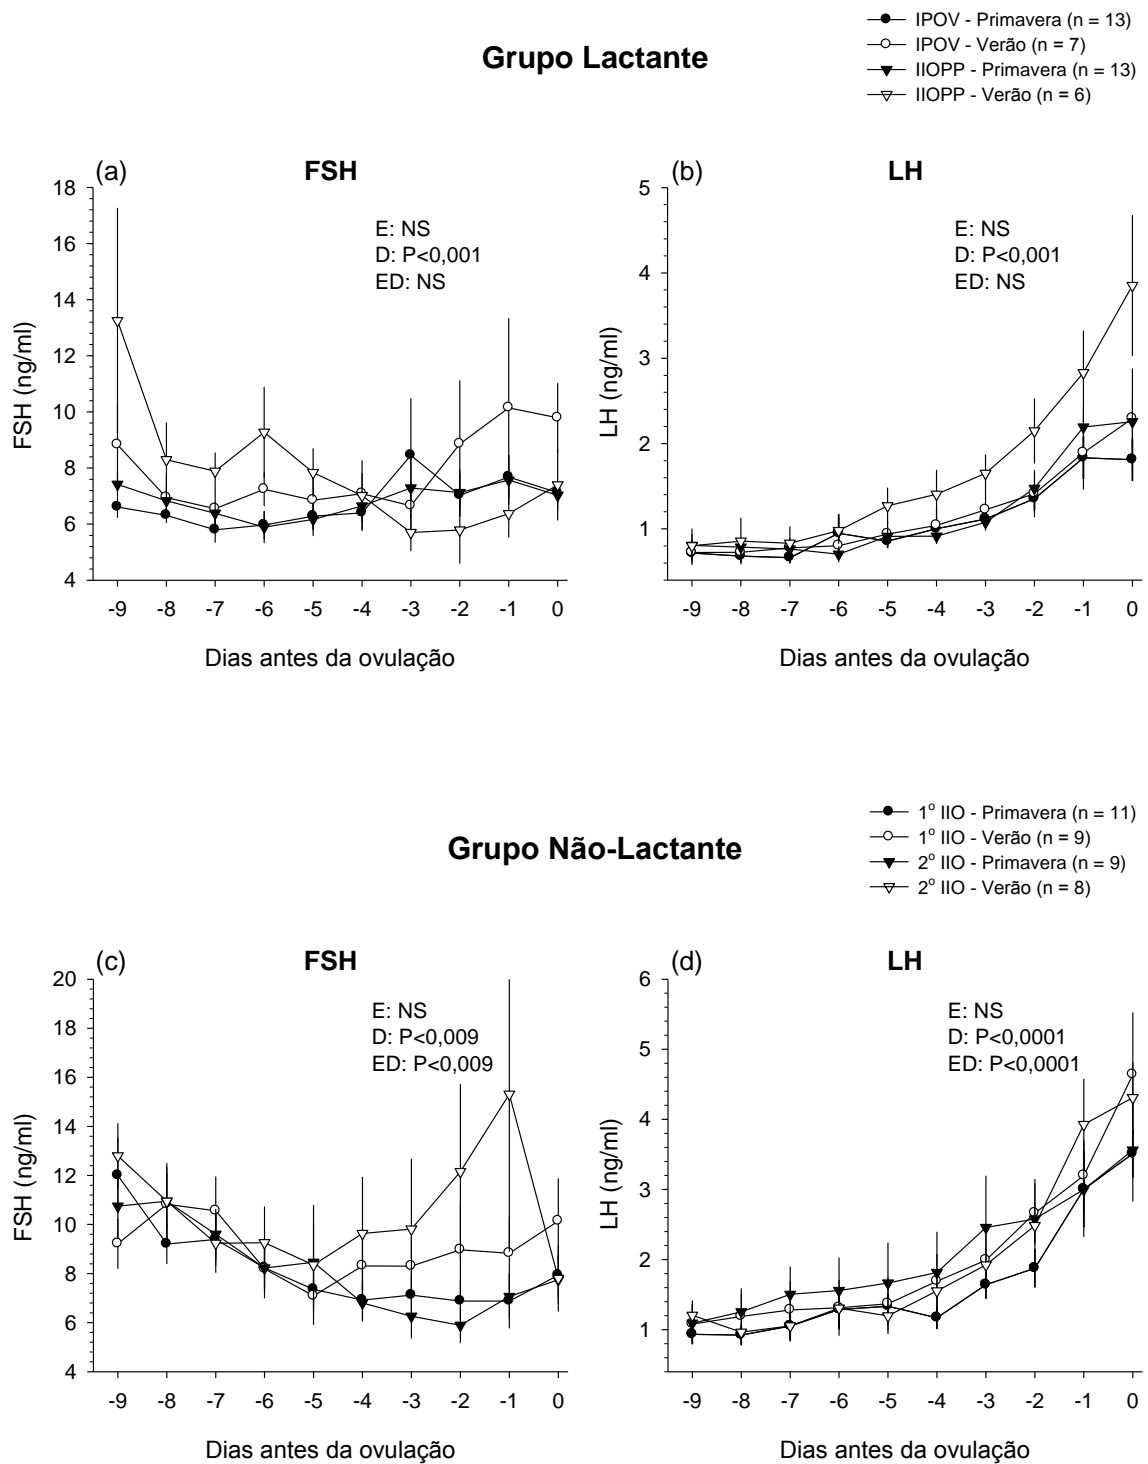 Grupo Lactante
IPOV - Primavera (n = 13)
IPOV - Verão (n = 7)
IIOPP - Primavera (n = 13)
IIOPP - Verão (n = 6)
(a)
FSH
E: NS
D: P<0,001
ED: NS
FSH (ng/ml)
18
16
14
12
10
8
6
4
-9 -8 -7 -6 -5 -4 -3 -2 -1 0
Dias antes da ovulação
(b)
LH
E: NS
D: P<0,001
ED: NS
LH (ng/ml)
5
4
3
2
1
-9 -8 -7 -6 -5 -4 -3 -2 -1 0
Dias antes da ovulação
Grupo Não-Lactante
1º IIO - Primavera (n = 11)
1º IIO - Verão (n = 9)
2º IIO - Primavera (n = 9)
2º IIO - Verão (n = 8)
(c)
FSH
E: NS
D: P<0,009
ED: P<0,009
FSH (ng/ml)
20
18
16
14
12
10
8
6
4
-9 -8 -7 -6 -5 -4 -3 -2 -1 0
Dias antes da ovulação
(d)
LH
E: NS
D: P<0,0001
ED: P<0,0001
LH (ng/ml)
6
5
4
3
2
1
-9 -8 -7 -6 -5 -4 -3 -2 -1 0
Dias antes da ovulação